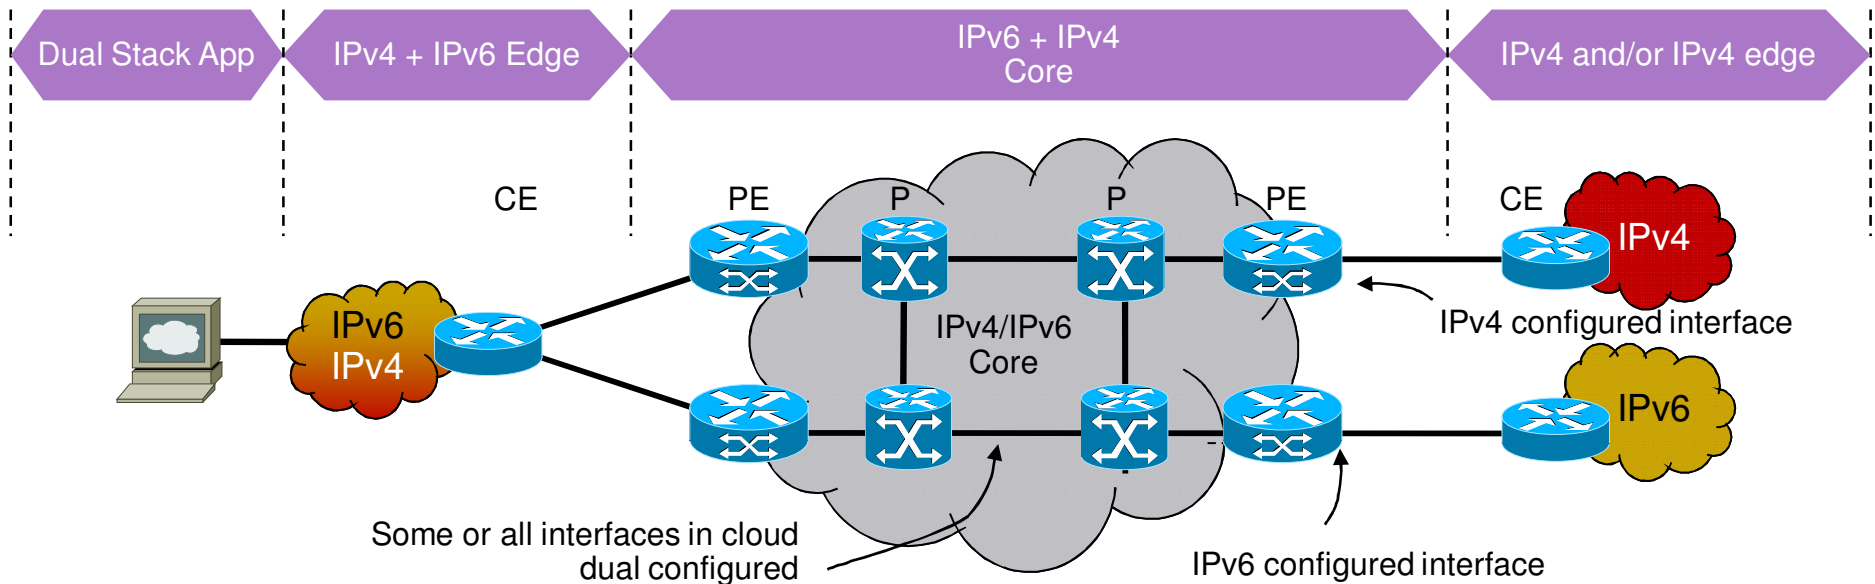 Dual Stack App
IPv4 + IPv6 Edge
IPv6 + IPv4
Core
IPv4 and/or IPv4 edge
CE
PE
P
P
PE
CE
IPv4
IPv6
IPv4
IPv4/IPv6
Core
IPv4 configured interface
IPv6
Some or all interfaces in cloud
dual configured
IPv6 configured interface